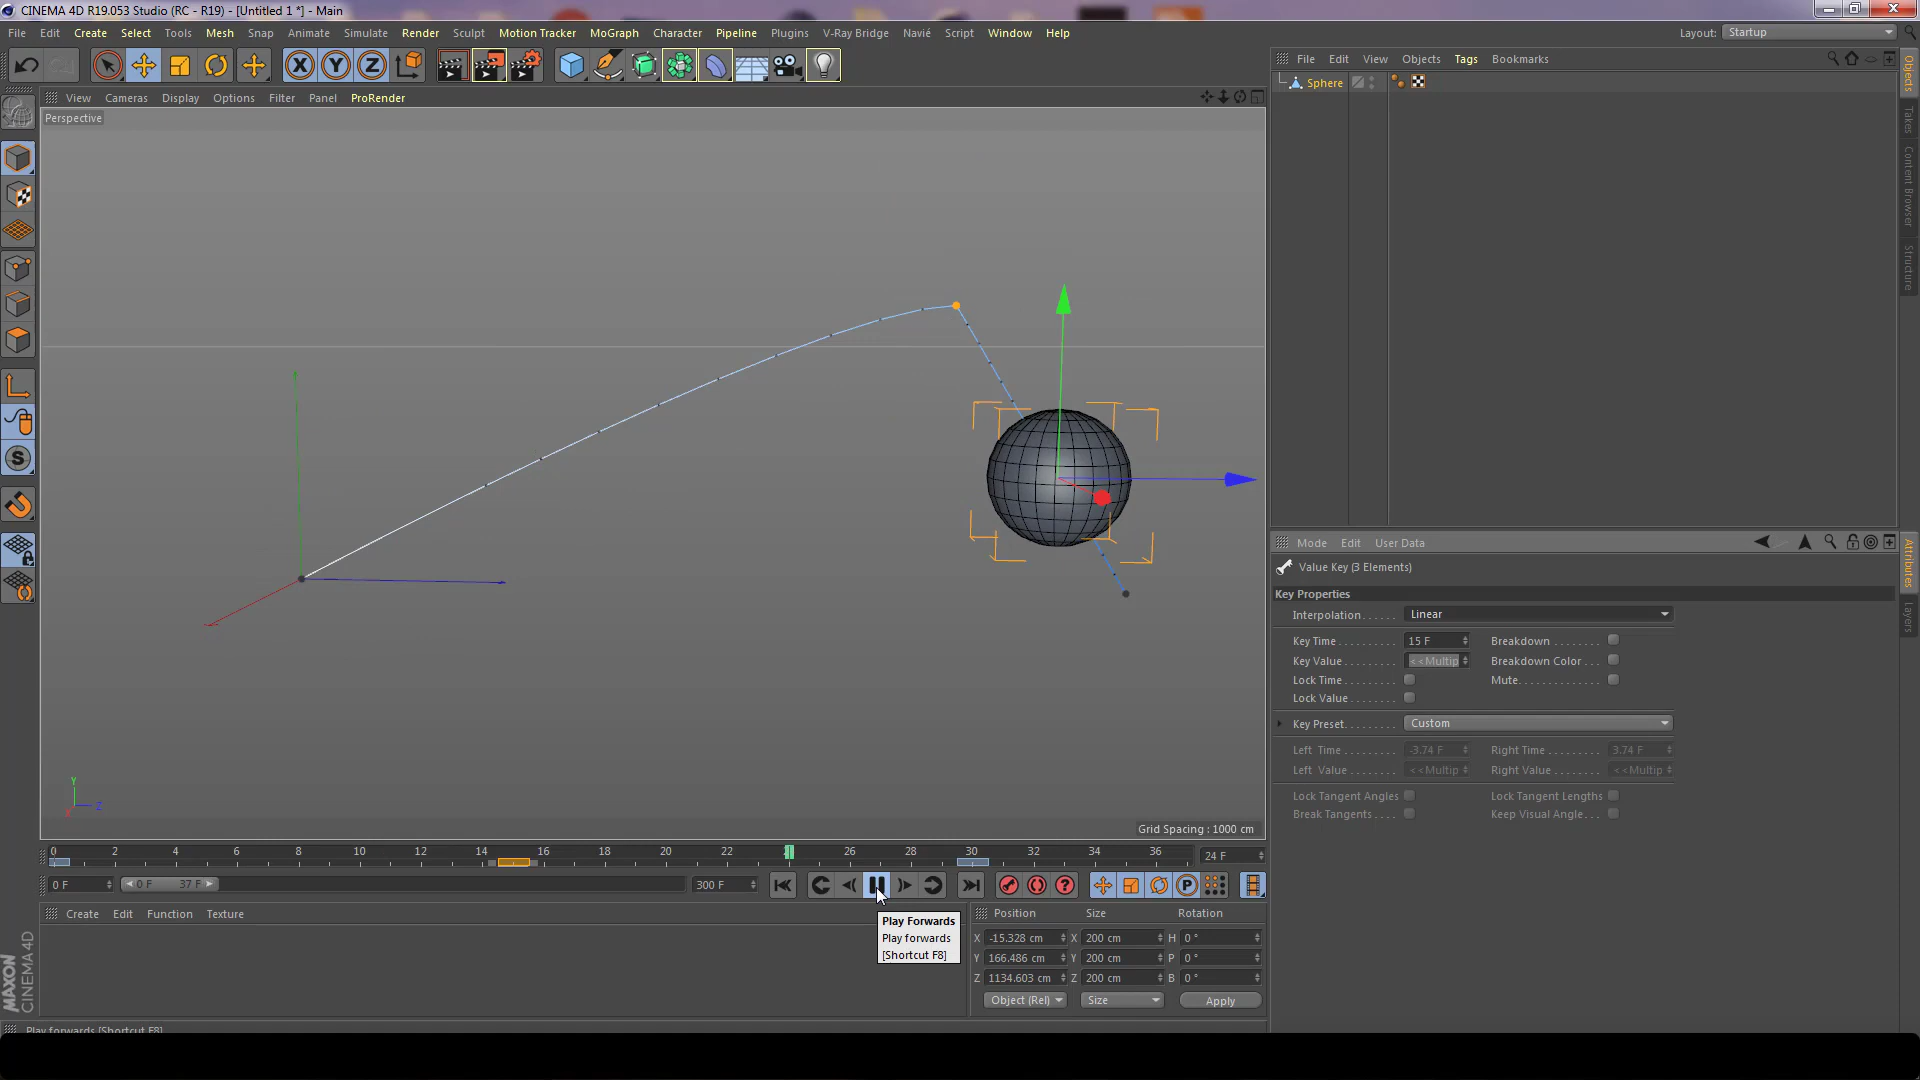 CINEMA 4D R19.053 Studio (RC - R19) - [Untitled 1 *] - Main
File Edit Create Select Tools Mesh Snap Animate Simulate Render Sculpt Motion Tracker MoGraph Character Pipeline Plugins V-Ray Bridge Navié Script Window Help
Layout: Startup
X Y Z
File Edit View Objects Tags Bookmarks
Sphere
View Cameras Display Options Filter Panel ProRender
Perspective
Objects
Takes
Content Browser
Structure
S
Mode Edit User Data
Value Key (3 Elements)
Key Properties
Interpolation . . . . . . Linear
Key Time . . . . . . . . . 15 F
Breakdown . . . . . . . .
Key Value . . . . . . . . <<Multip
Breakdown Color . . .
Lock Time . . . . . . . .
Mute. . . . . . . . . . . . .
Lock Value . . . . . . . .
Key Preset. . . . . . . . Custom
Left Time . . . . . . . . -3.74 F
Right Time . . . . . . . . 3.74 F
Left Value . . . . . . . . <<Multip
Right Value . . . . . . . <<Multip
Lock Tangent Angles
Lock Tangent Lengths
Break Tangents . . . .
Keep Visual Angle. . .
Attributes
Layers
Y
Z
X
Grid Spacing : 1000 cm
0 2 4 6 8 10 12 14 16 18 20 22 26 28 30 32 34 36
24 F
0 F
0 F 37 F
300 F
P
Create Edit Function Texture
Play Forwards
Play forwards
[Shortcut F8]
Position Size Rotation
X -15.328 cm X 200 cm H 0 °
Y 166.486 cm Y 200 cm P 0 °
Z 1134.603 cm Z 200 cm B 0 °
Object (Rel) Size Apply
MAXON
CINEMA 4D
Play forwards [Shortcut F8]